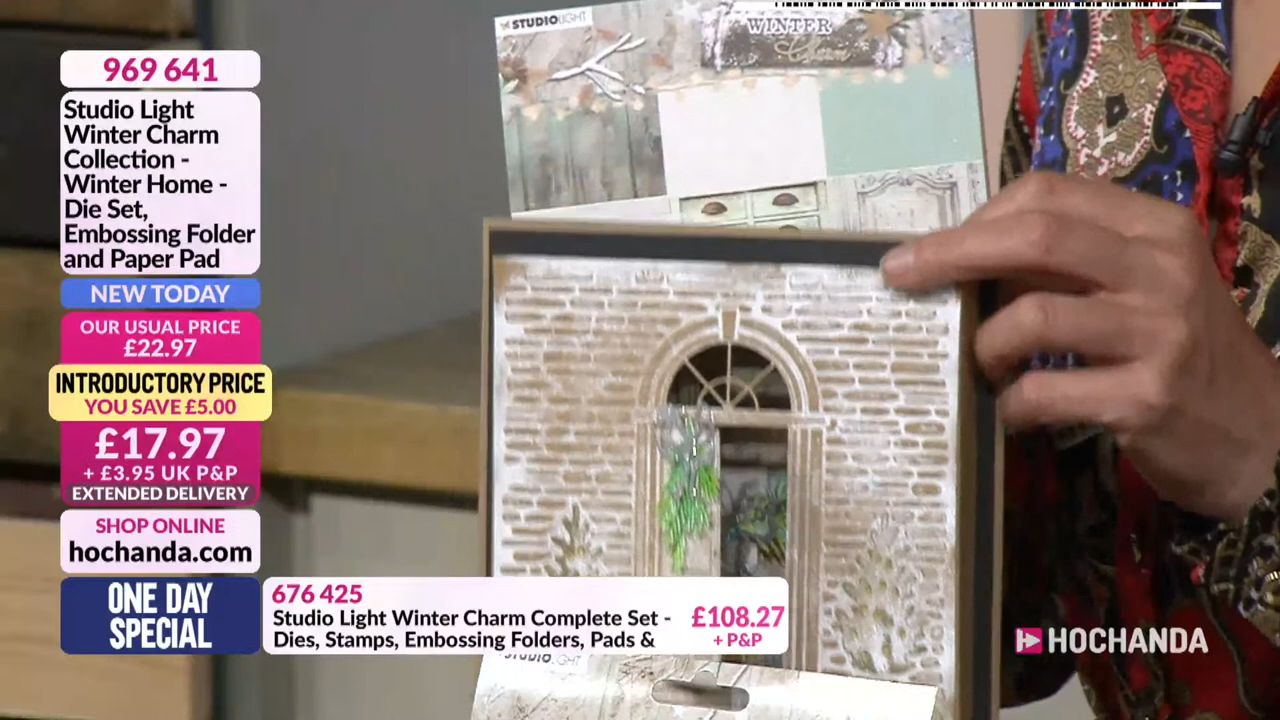 STUDIOLIGHT
WINTER
Charm
969 641
Studio Light
Winter Charm
Collection -
Winter Home -
Die Set,
Embossing Folder
and Paper Pad
NEW TODAY
OUR USUAL PRICE
£22.97
INTRODUCTORY PRICE
YOU SAVE £5.00
£17.97
+ £3.95 UK P&P
EXTENDED DELIVERY
SHOP ONLINE
hochanda.com
ONE DAY
SPECIAL
676 425
Studio Light Winter Charm Complete Set -
Dies, Stamps, Embossing Folders, Pads &
£108.27
+ P&P
HOCHANDA
STUDIOLIGHT